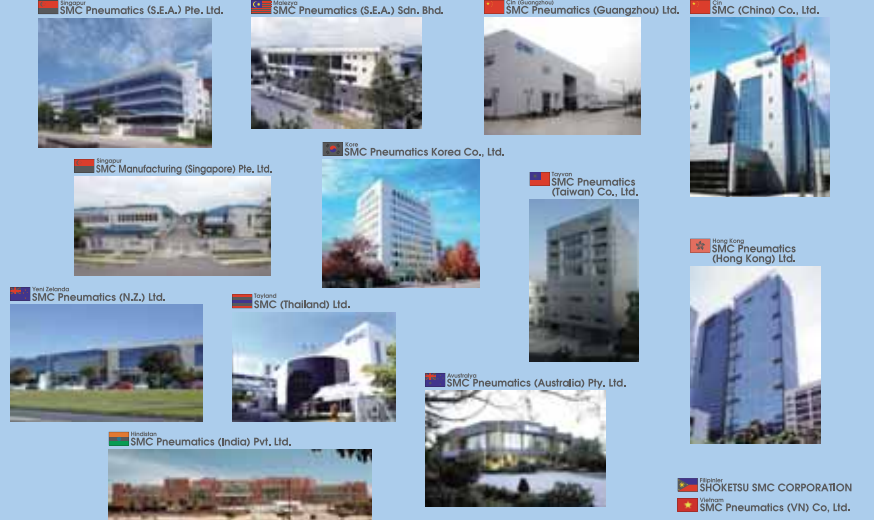 Singapur
SMC Pneumatics (S.E.A.) Pte. Ltd.
Malezya
SMC Pneumatics (S.E.A.) Sdn. Bhd.
Çin (Guangzhou)
SMC Pneumatics (Guangzhou) Ltd.
Çin
SMC (China) Co., Ltd.
Singapur
SMC Manufacturing (Singapore) Pte. Ltd.
Kore
SMC Pneumatics Korea Co., Ltd.
Tayvan
SMC Pneumatics
(Taiwan) Co., Ltd.
Hong Kong
SMC Pneumatics
(Hong Kong) Ltd.
Yeni Zelanda
SMC Pneumatics (N.Z.) Ltd.
Tayland
SMC (Thailand) Ltd.
Avustralya
SMC Pneumatics (Australia) Pty. Ltd.
Hindistan
SMC Pneumatics (India) Pvt. Ltd.
Filipinler
SHOKETSU SMC CORPORATION
Vietnam
SMC Pneumatics (VN) Co, Ltd.